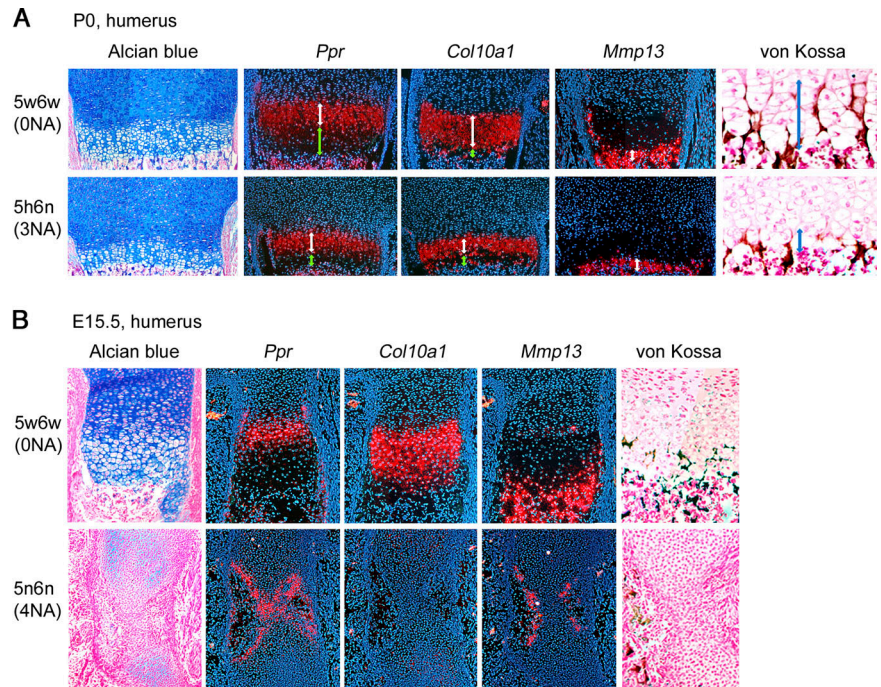 A P0, humerus
Alcian blue Ppr Col10a1 Mmp13 von Kossa
5w6w
(0NA)
5h6n
(3NA)
B E15.5, humerus
Alcian blue Ppr Col10a1 Mmp13 von Kossa
5w6w
(0NA)
5n6n
(4NA)